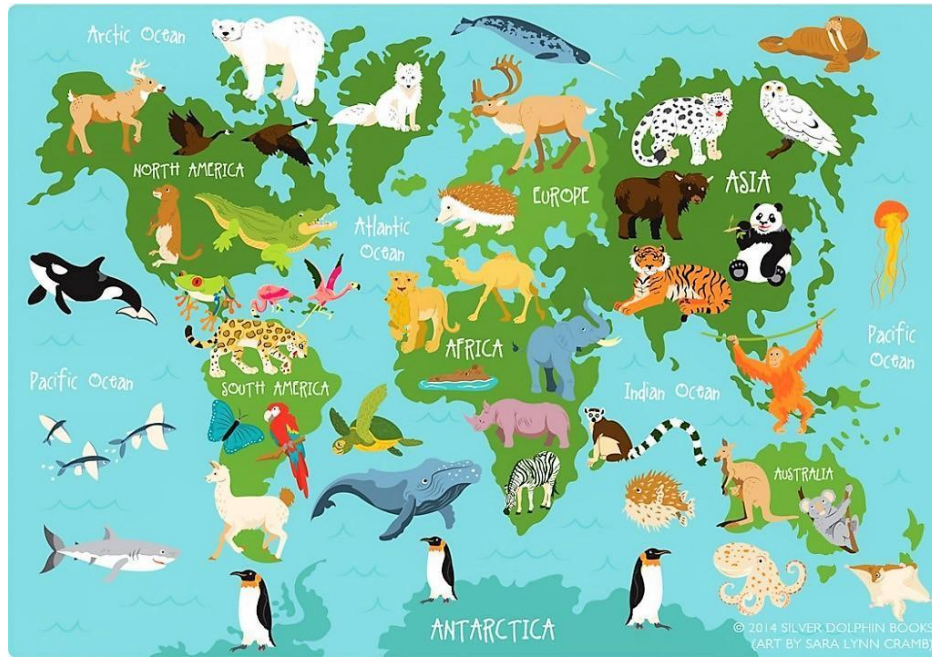 Arctic Ocean
NORTH AMERICA
EUROPE
ASIA
Atlantic
Ocean
Pacific
Ocean
AFRICA
Pacific Ocean
SOUTH AMERICA
Indian Ocean
AUSTRALIA
ANTARCTICA
© 2014 SILVER DOLPHIN BOOKS
(ART BY SARA LYNN CRAMB)